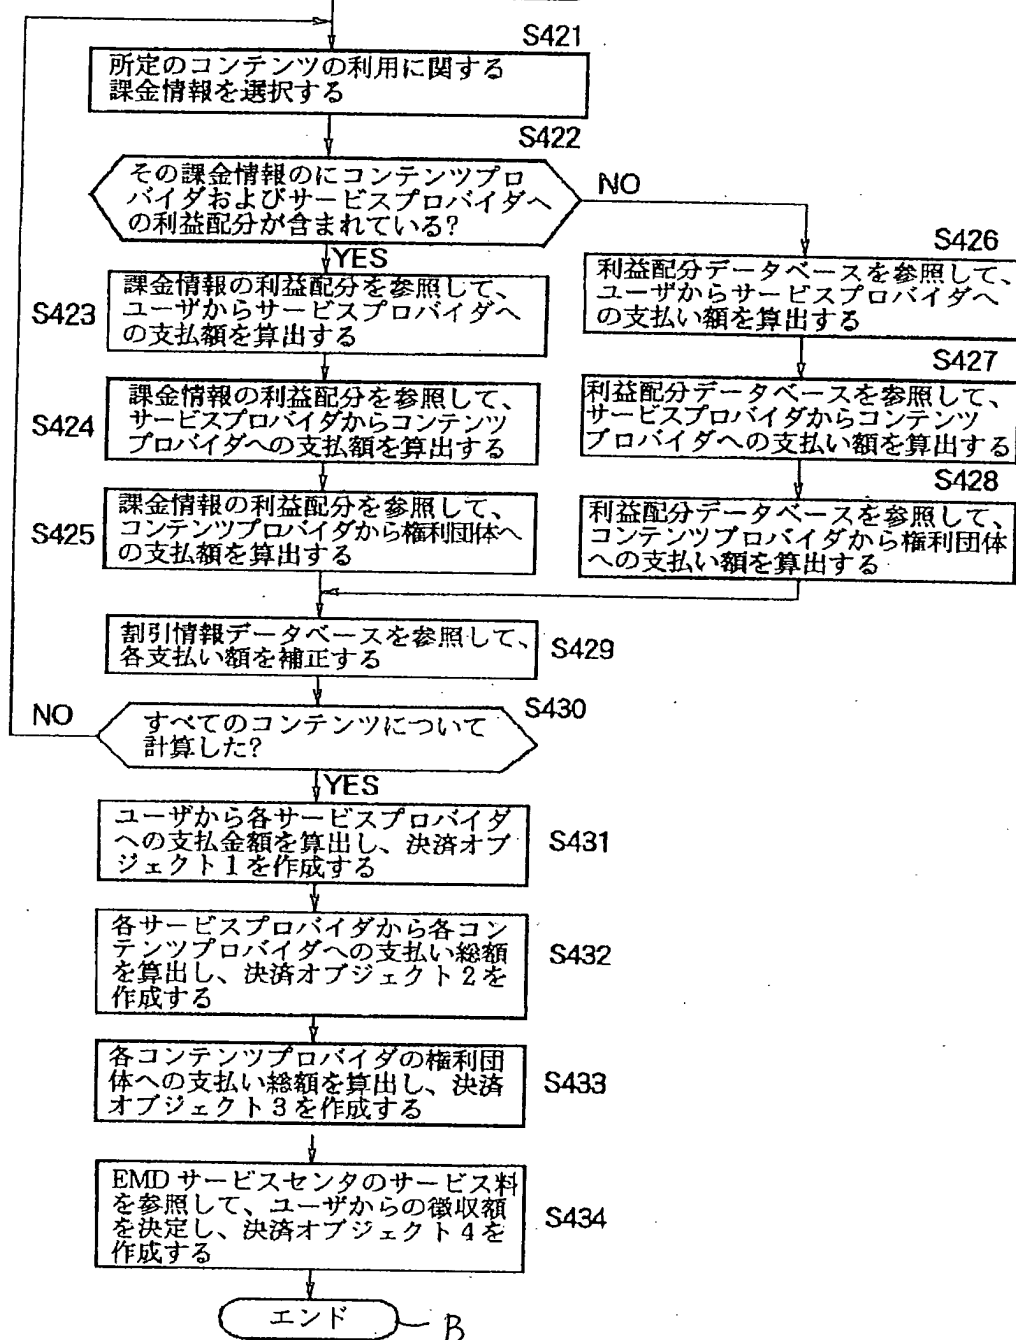 S421
所定のコンテンツの利用に関する
課金情報を選択する
S422
その課金情報のにコンテンツプロ
バイダおよびサービスプロバイダへ
の利益配分が含まれている?
NO
YES
S423
課金情報の利益配分を参照して、
ユーザからサービスプロバイダへ
の支払額を算出する
S424
課金情報の利益配分を参照して、
サービスプロバイダからコンテンツ
プロバイダへの支払額を算出する
S425
課金情報の利益配分を参照して、
コンテンツプロバイダから権利団体へ
の支払額を算出する
S426
利益配分データベースを参照して、
ユーザからサービスプロバイダへ
の支払い額を算出する
S427
利益配分データベースを参照して、
サービスプロバイダからコンテンツ
プロバイダへの支払い額を算出する
S428
利益配分データベースを参照して、
コンテンツプロバイダから権利団体
への支払い額を算出する
割引情報データベースを参照して、
各支払い額を補正する
S429
S430
NO
すべてのコンテンツについて
計算した?
YES
ユーザから各サービスプロバイダ
への支払金額を算出し、決済オブ
ジェクト1を作成する
S431
各サービスプロバイダから各コン
テンツプロバイダへの支払い総額
を算出し、決済オブジェクト2を
作成する
S432
各コンテンツプロバイダの権利団
体への支払い総額を算出し、決済
オブジェクト3を作成する
S433
EMDサービスセンタのサービス料
を参照して、ユーザからの徴収額
を決定し、決済オブジェクト4を
作成する
S434
エンド
B